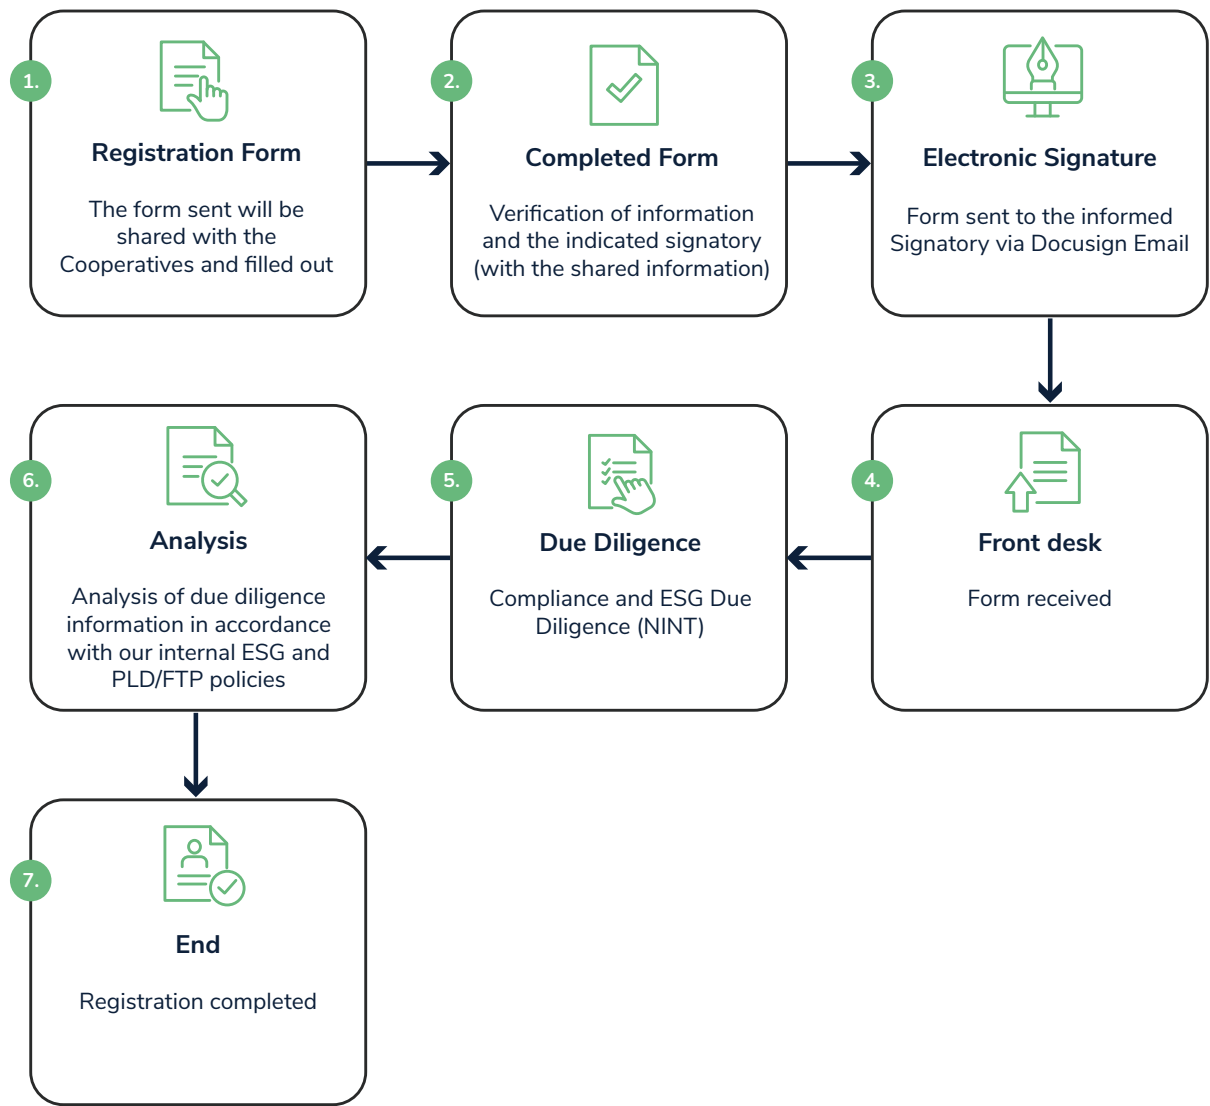 1.
Registration Form
The form sent will be
shared with the
Cooperatives and filled out
2.
Completed Form
Verification of information
and the indicated signatory
(with the shared information)
3.
Electronic Signature
Form sent to the informed
Signatory via Docusign Email
4.
Front desk
Form received
5.
Due Diligence
Compliance and ESG Due
Diligence (NINT)
6.
Analysis
Analysis of due diligence
information in accordance
with our internal ESG and
PLD/FTP policies
7.
End
Registration completed